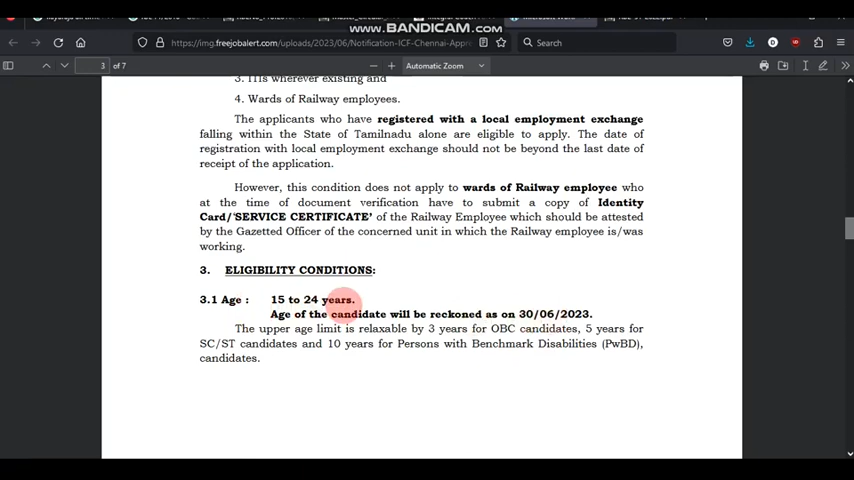 www.BANDICAM.com
https://img.freejobalert.com/uploads/2023/06/Notification-ICF-Chennai-Appre
Search
3 of 7
Automatic Zoom
3. ITIs wherever existing and
4. Wards of Railway employees.
The applicants who have registered with a local employment exchange
falling within the State of Tamilnadu alone are eligible to apply. The date of
registration with local employment exchange should not be beyond the last date of
receipt of the application.
However, this condition does not apply to wards of Railway employee who
at the time of document verification have to submit a copy of Identity
Card/'SERVICE CERTIFICATE' of the Railway Employee which should be attested
by the Gazetted Officer of the concerned unit in which the Railway employee is/was
working.
3. ELIGIBILITY CONDITIONS:
3.1 Age : 15 to 24 years.
Age of the candidate will be reckoned as on 30/06/2023.
The upper age limit is relaxable by 3 years for OBC candidates, 5 years for
SC/ST candidates and 10 years for Persons with Benchmark Disabilities (PwBD),
candidates.